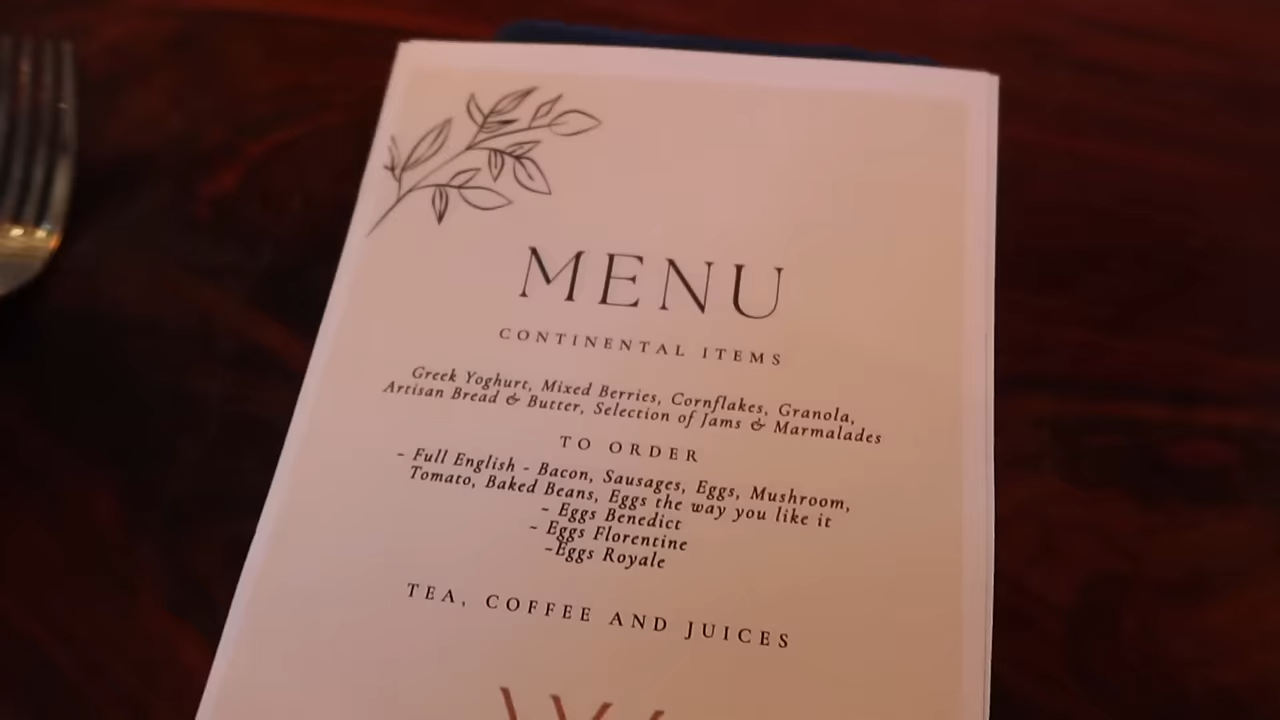 MENU
CONTINENTAL ITEMS
Greek Yoghurt, Mixed Berries, Cornflakes, Granola,
Artisan Bread & Butter, Selection of Jams & Marmalades
TO ORDER
- Full English - Bacon, Sausages, Eggs, Mushroom,
Tomato, Baked Beans, Eggs the way you like it
- Eggs Benedict
- Eggs Florentine
-Eggs Royale
TEA, COFFEE AND JUICES